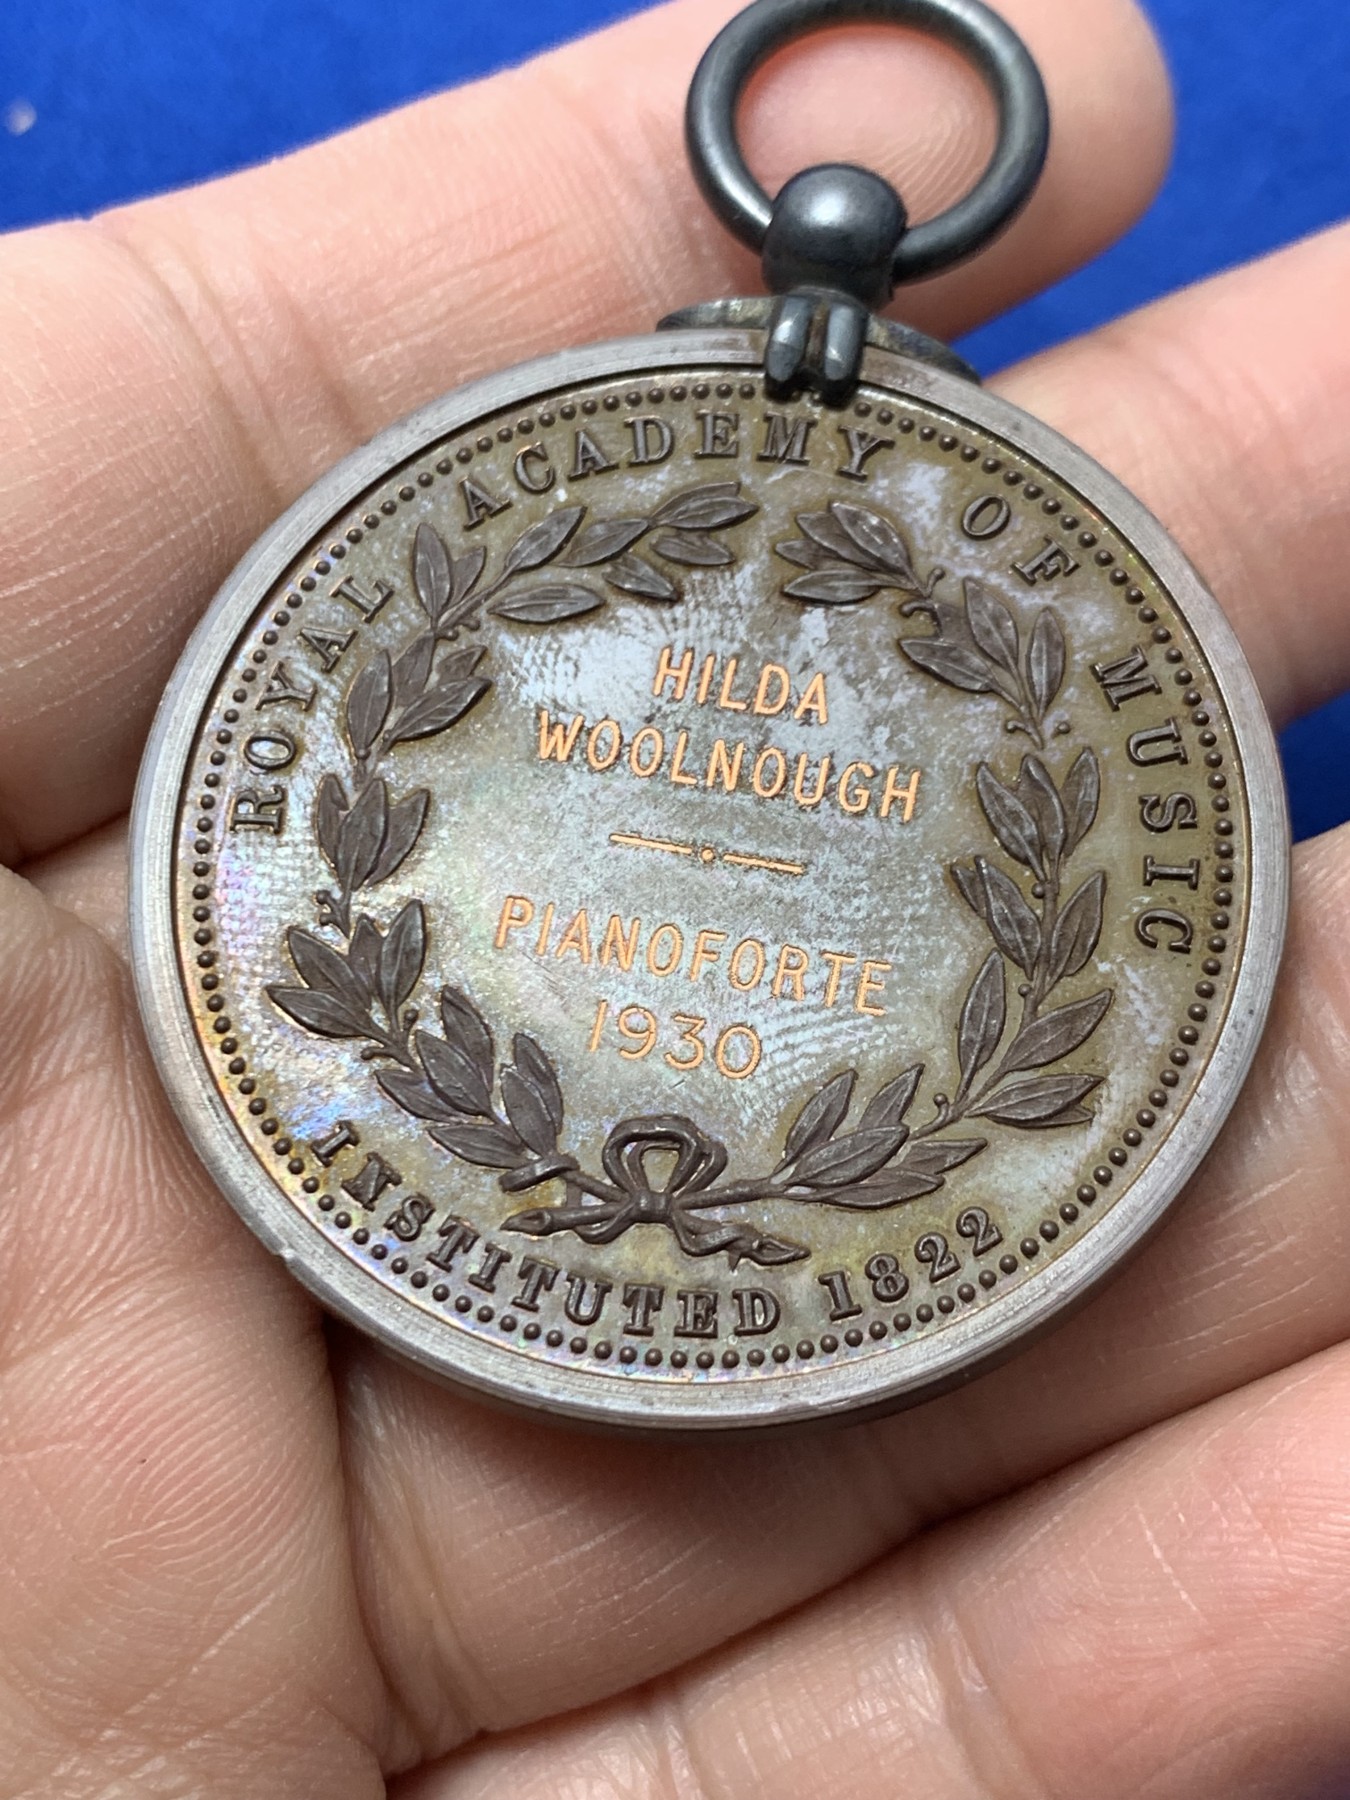 ROYAL ACADEMY OF MUSIC
HILDA
WOOLNOUGH
PIANOFORTE
1930
INSTITUTED 1822